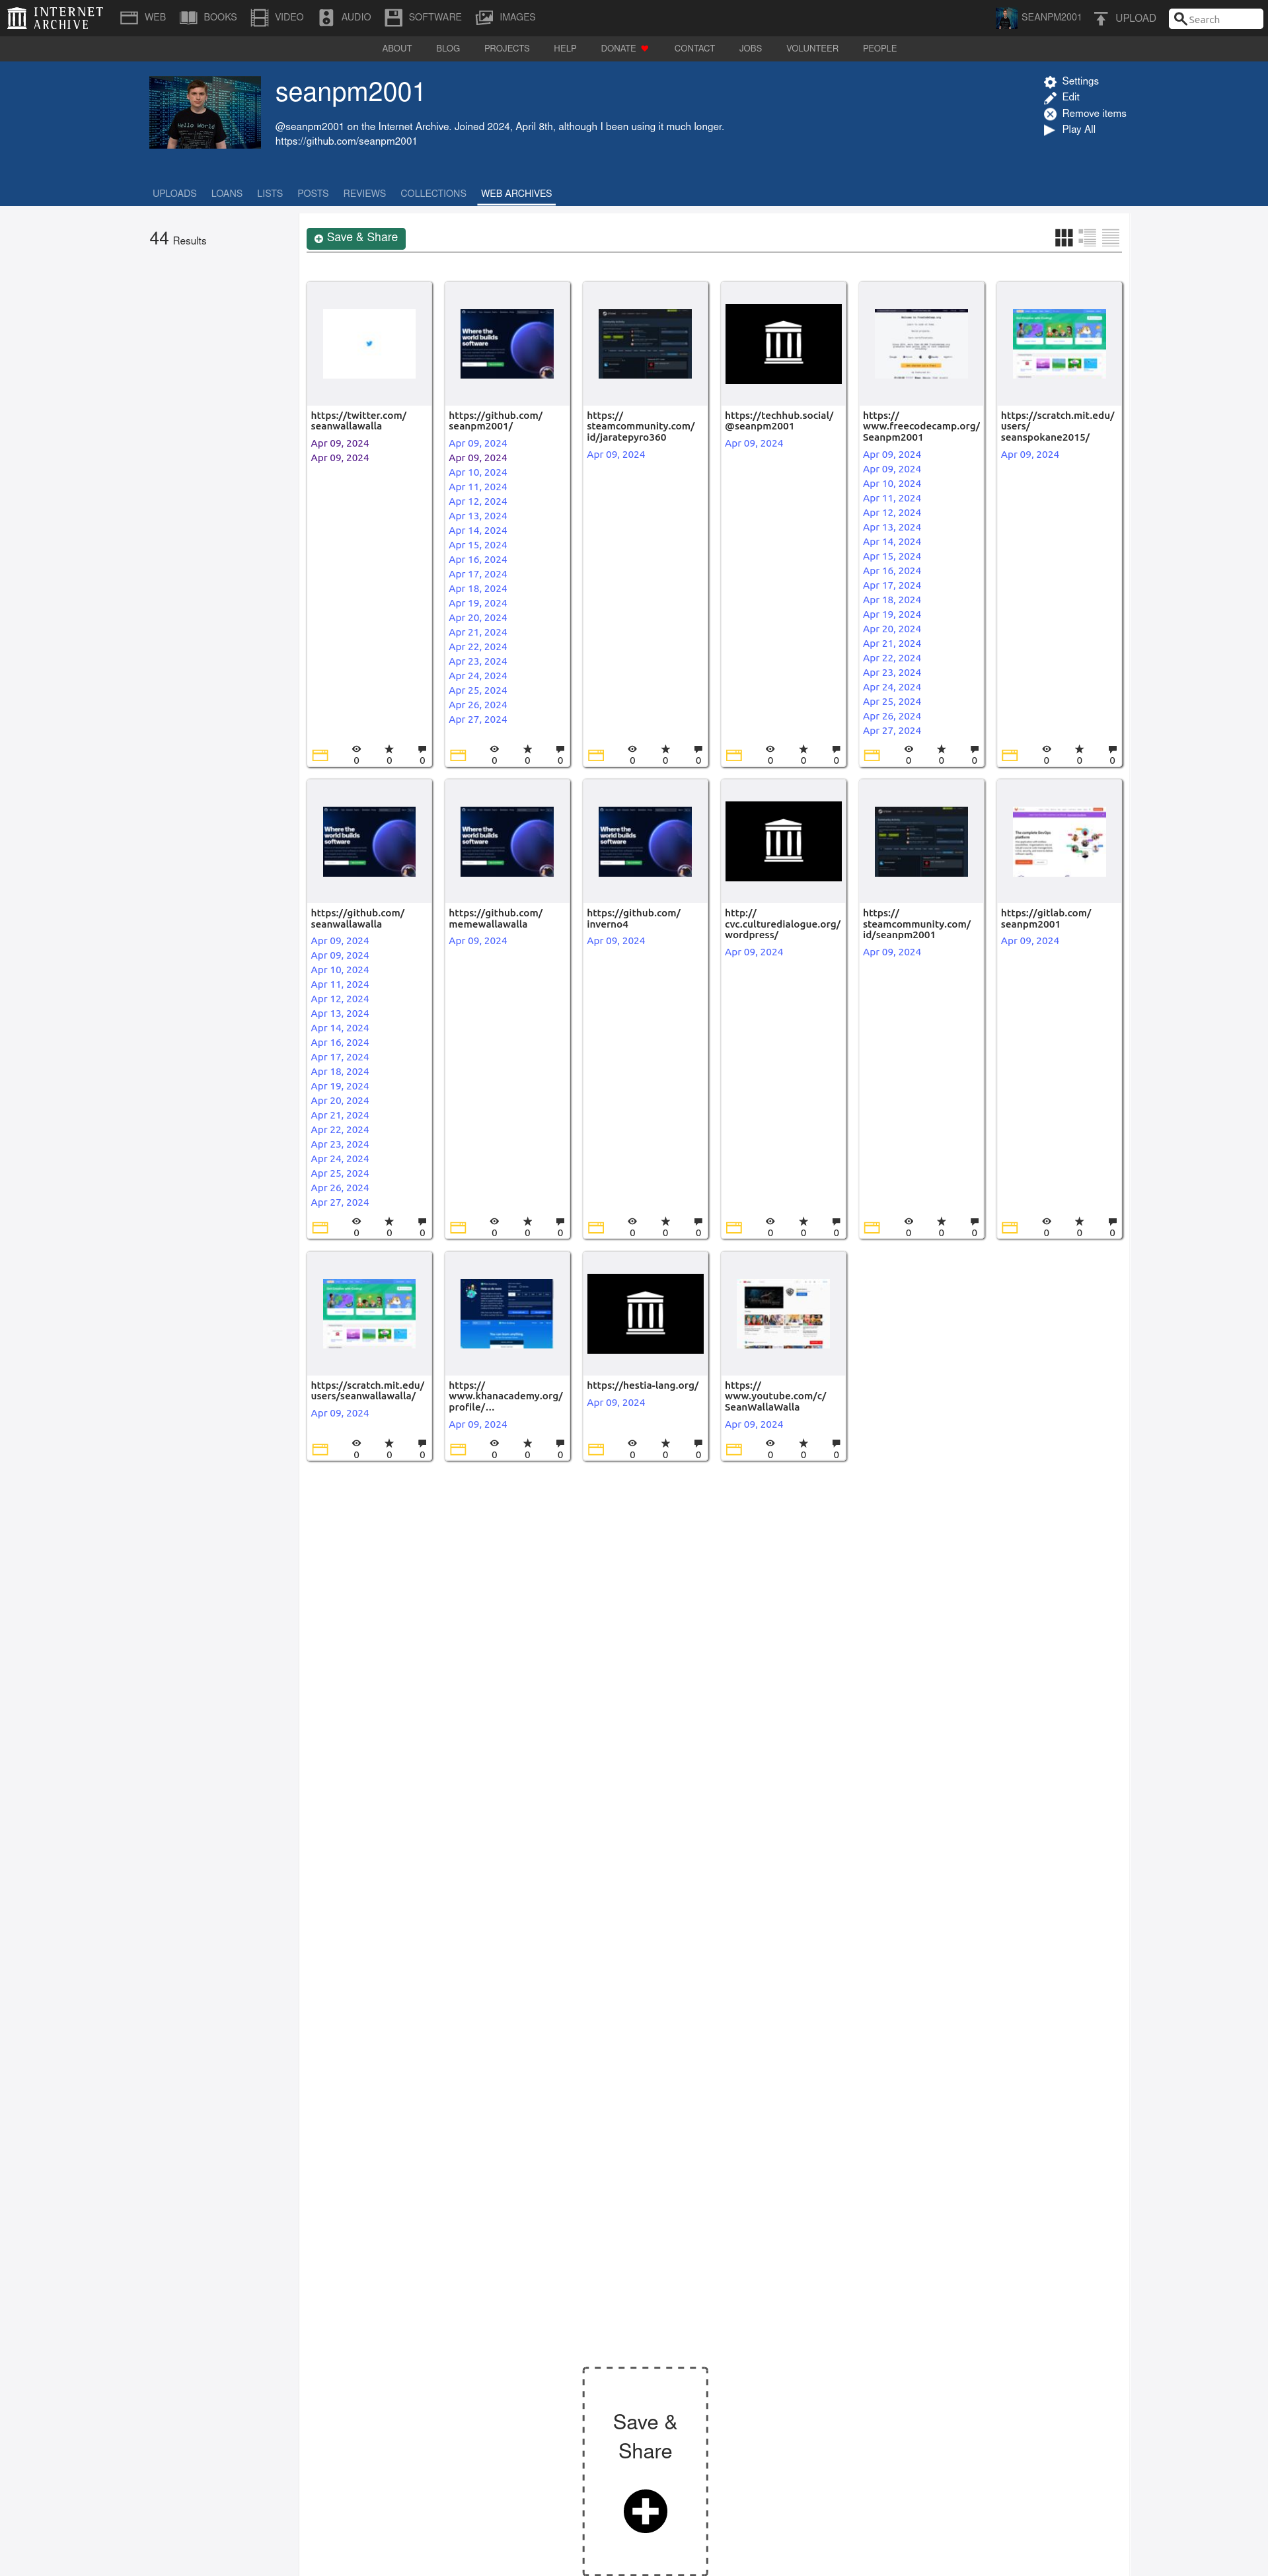 INTERNET
ARCHIVE
WEB
BOOKS
VIDEO
AUDIO
SOFTWARE
IMAGES
SEANPM2001
UPLOAD
Search
ABOUT
BLOG
PROJECTS
HELP
DONATE
CONTACT
JOBS
VOLUNTEER
PEOPLE
Hello World
seanpm2001
@seanpm2001 on the Internet Archive. Joined 2024, April 8th, although I been using it much longer.
https://github.com/seanpm2001
Settings
Edit
Remove items
Play All
UPLOADS
LOANS
LISTS
POSTS
REVIEWS
COLLECTIONS
WEB ARCHIVES
44 Results
Save & Share
https://twitter.com/
seanwallawalla
Apr 09, 2024
Apr 09, 2024
0 0 0
Where the
world builds
software
https://github.com/
seanpm2001/
Apr 09, 2024
Apr 09, 2024
Apr 10, 2024
Apr 11, 2024
Apr 12, 2024
Apr 13, 2024
Apr 14, 2024
Apr 15, 2024
Apr 16, 2024
Apr 17, 2024
Apr 18, 2024
Apr 19, 2024
Apr 20, 2024
Apr 21, 2024
Apr 22, 2024
Apr 23, 2024
Apr 24, 2024
Apr 25, 2024
Apr 26, 2024
Apr 27, 2024
0 0 0
https://
steamcommunity.com/
id/jaratepyro360
Apr 09, 2024
0 0 0
https://techhub.social/
@seanpm2001
Apr 09, 2024
0 0 0
https://
www.freecodecamp.org/
Seanpm2001
Apr 09, 2024
Apr 09, 2024
Apr 10, 2024
Apr 11, 2024
Apr 12, 2024
Apr 13, 2024
Apr 14, 2024
Apr 15, 2024
Apr 16, 2024
Apr 17, 2024
Apr 18, 2024
Apr 19, 2024
Apr 20, 2024
Apr 21, 2024
Apr 22, 2024
Apr 23, 2024
Apr 24, 2024
Apr 25, 2024
Apr 26, 2024
Apr 27, 2024
0 0 0
https://scratch.mit.edu/
users/
seanspokane2015/
Apr 09, 2024
0 0 0
Where the
world builds
software
https://github.com/
seanwallawalla
Apr 09, 2024
Apr 09, 2024
Apr 10, 2024
Apr 11, 2024
Apr 12, 2024
Apr 13, 2024
Apr 14, 2024
Apr 16, 2024
Apr 17, 2024
Apr 18, 2024
Apr 19, 2024
Apr 20, 2024
Apr 21, 2024
Apr 22, 2024
Apr 23, 2024
Apr 24, 2024
Apr 25, 2024
Apr 26, 2024
Apr 27, 2024
0 0 0
Where the
world builds
software
https://github.com/
memewallawalla
Apr 09, 2024
0 0 0
Where the
world builds
software
https://github.com/
inverno4
Apr 09, 2024
0 0 0
http://
cvc.culturedialogue.org/
wordpress/
Apr 09, 2024
0 0 0
https://
steamcommunity.com/
id/seanpm2001
Apr 09, 2024
0 0 0
The complete DevOps
platform
https://gitlab.com/
seanpm2001
Apr 09, 2024
0 0 0
https://scratch.mit.edu/
users/seanwallawalla/
Apr 09, 2024
0 0 0
https://
www.khanacademy.org/
profile/...
Apr 09, 2024
0 0 0
https://hestia-lang.org/
Apr 09, 2024
0 0 0
https://
www.youtube.com/c/
SeanWallaWalla
Apr 09, 2024
0 0 0
Save &
Share